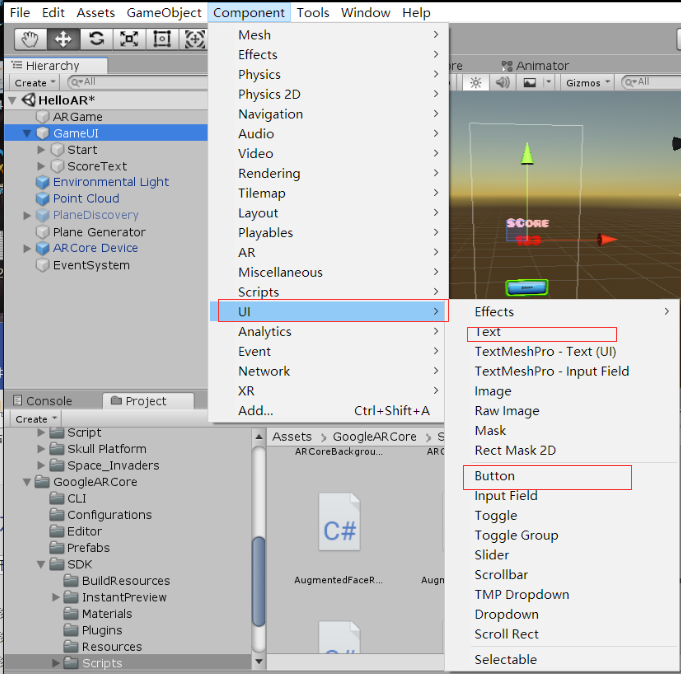 File Edit Assets GameObject Component Tools Window Help
Hierarchy
Create All
HelloAR*
ARGame
GameUI
Start
ScoreText
Environmental Light
Point Cloud
PlaneDiscovery
Plane Generator
ARCore Device
EventSystem
Mesh
Effects
Physics
Physics 2D
Navigation
Audio
Video
Rendering
Tilemap
Layout
Playables
AR
Miscellaneous
Scripts
UI
Analytics
Event
Network
XR
Add... Ctrl+Shift+A
Animator
Gizmos All
SCORE
Effects
Text
TextMeshPro - Text (UI)
TextMeshPro - Input Field
Image
Raw Image
Mask
Rect Mask 2D
Button
Input Field
Toggle
Toggle Group
Slider
Scrollbar
TMP Dropdown
Dropdown
Scroll Rect
Selectable
Console Project
Create
Script
Skull Platform
Space_Invaders
GoogleARCore
CLI
Configurations
Editor
Prefabs
SDK
BuildResources
InstantPreview
Materials
Plugins
Resources
Scripts
Assets > GoogleARCore > S
ARCoreBackgrou...
C#
AugmentedFaceR...
Augm
C#